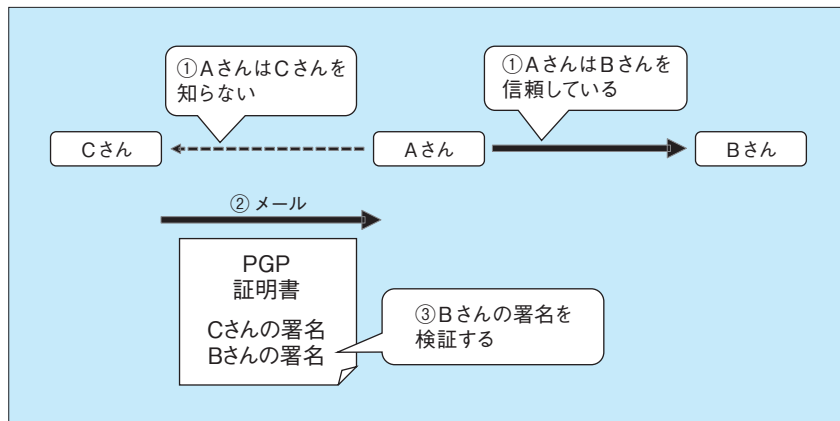 ①AさんはCさんを
知らない
①AさんはBさんを
信頼している
Cさん
Aさん
Bさん
② メール
PGP
証明書
Cさんの署名
Bさんの署名
③Bさんの署名を
検証する